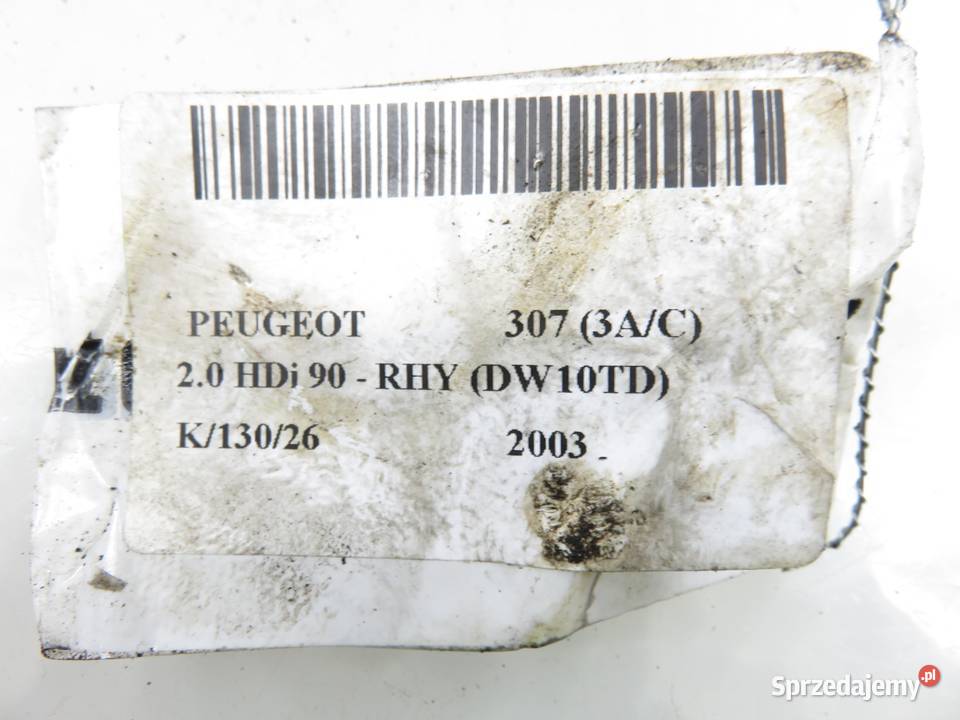 PEUGEOT 307 (3A/C)
2.0 HDi 90 - RHY (DW10TD)
K/130/26 2003
Sprzedajemy.pl